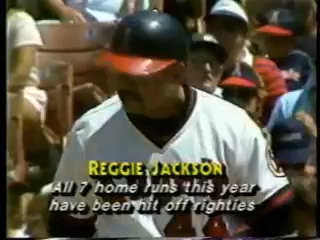 REGGIE JACKSON
All 7 home runs this year
have been hit off righties